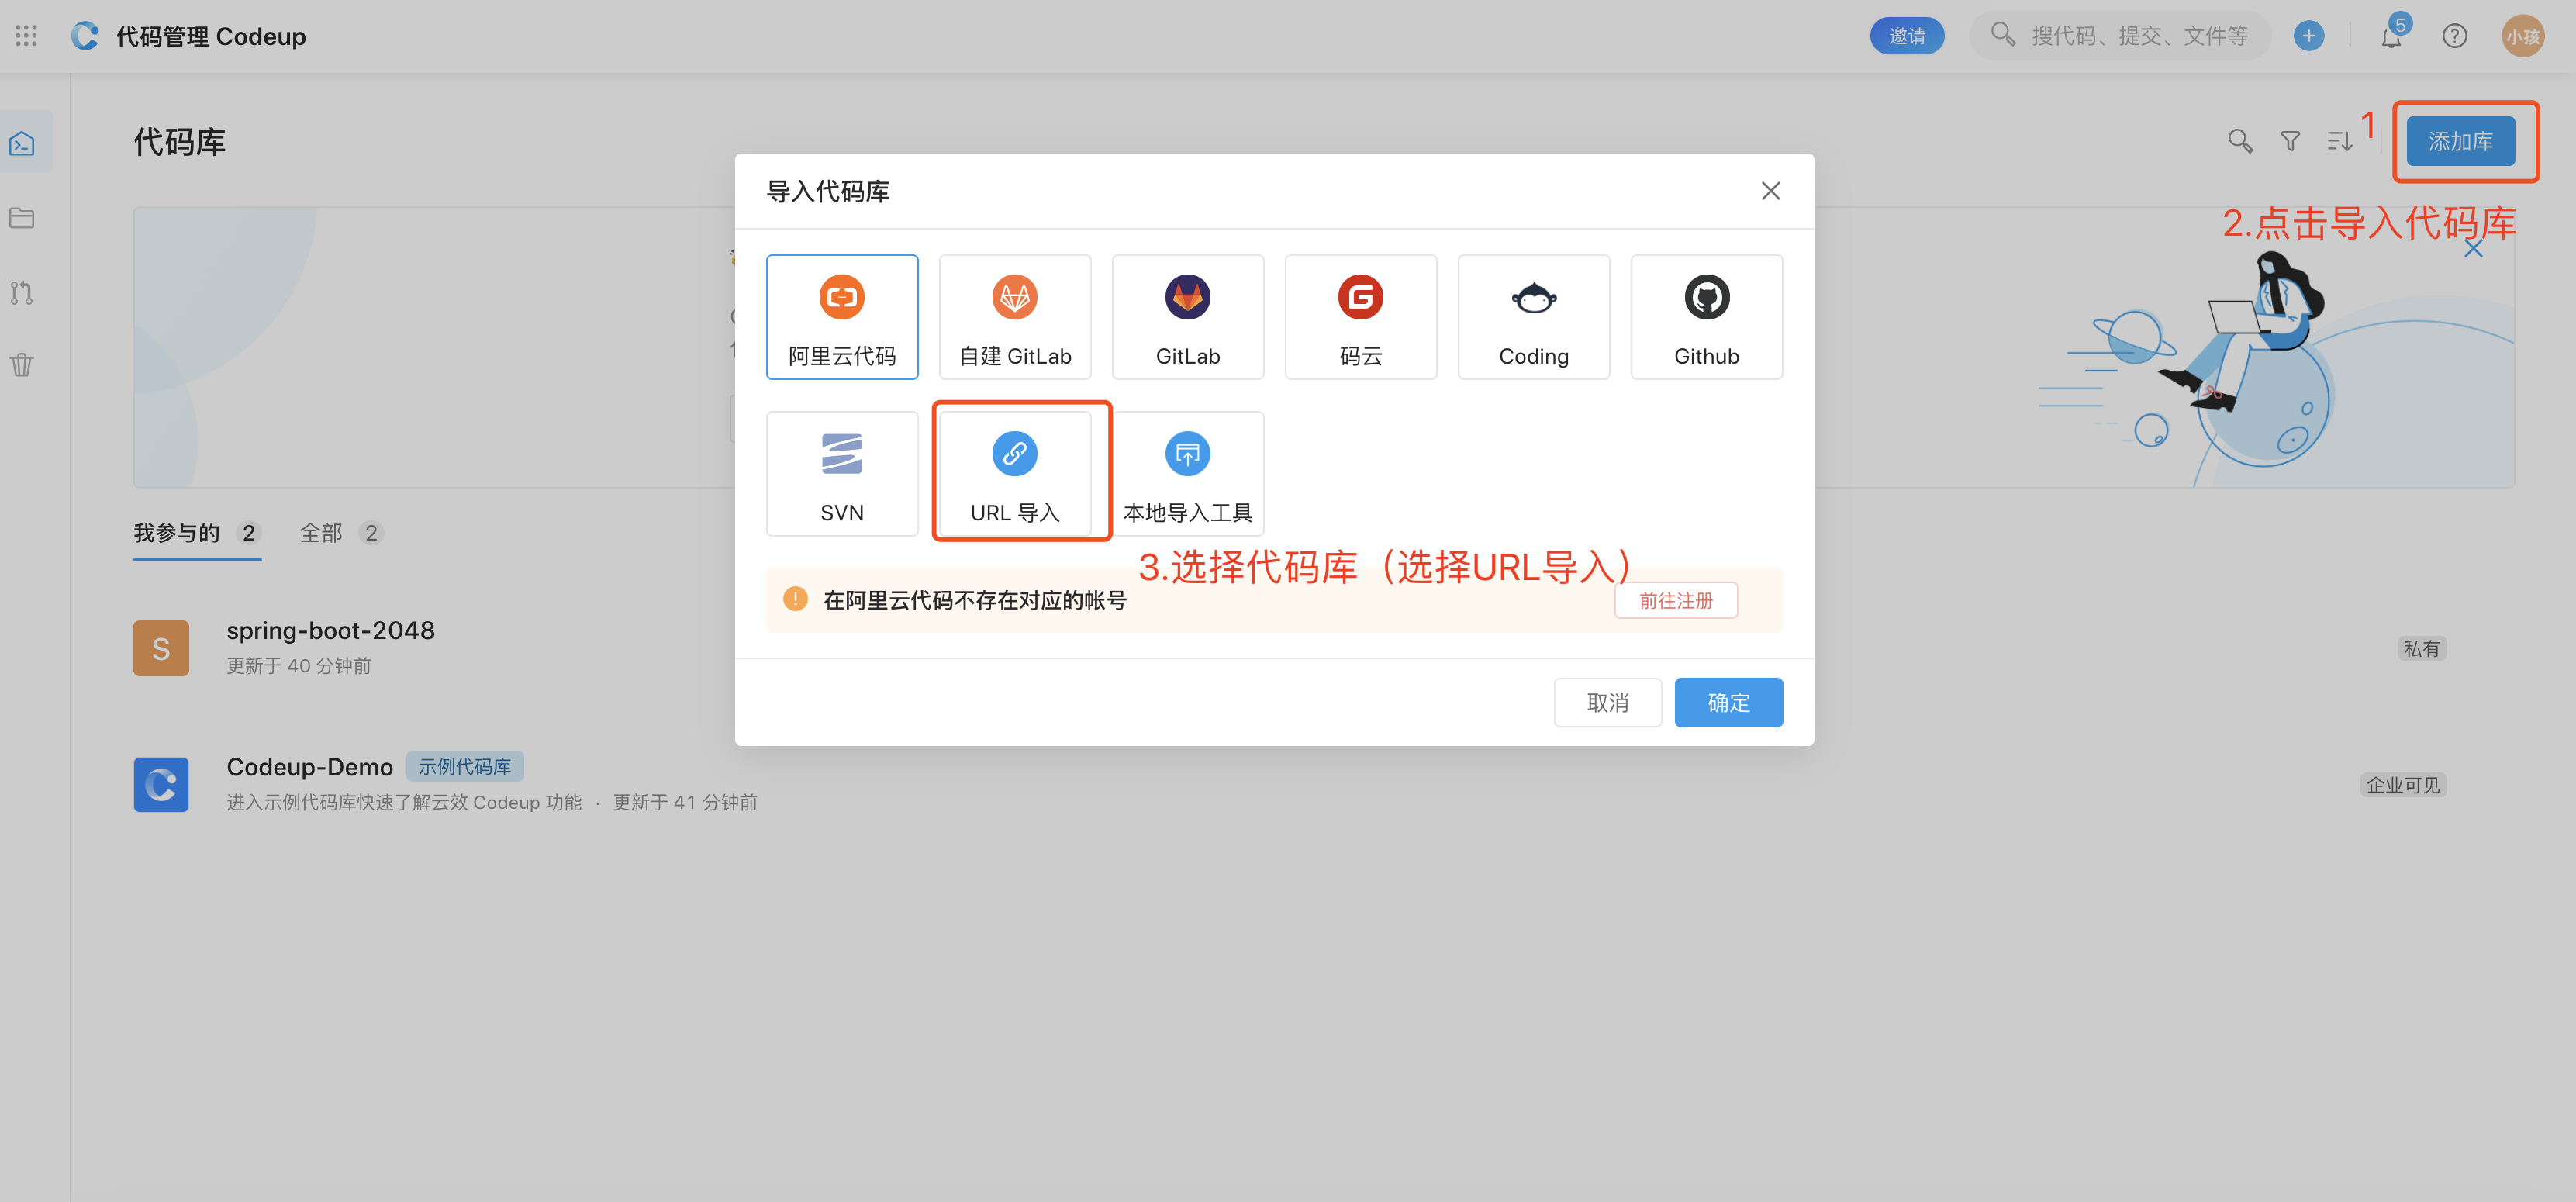 代码管理 Codeup
邀请
搜代码、提交、文件等
5
小孩
代码库
1
添加库
2.点击导入代码库
导入代码库
阿里云代码
自建 GitLab
GitLab
码云
Coding
Github
SVN
URL 导入
本地导入工具
3.选择代码库（选择URL导入）
在阿里云代码不存在对应的帐号
前往注册
取消
确定
我参与的 2
全部 2
S
spring-boot-2048
更新于 40 分钟前
私有
Codeup-Demo
示例代码库
进入示例代码库快速了解云效 Codeup 功能 · 更新于 41 分钟前
企业可见